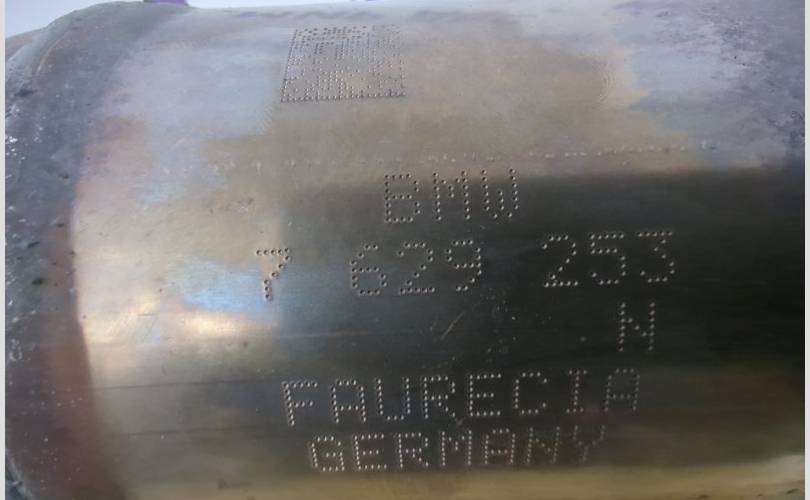 BMW
7 629 253
N
FAURECIA
GERMANY